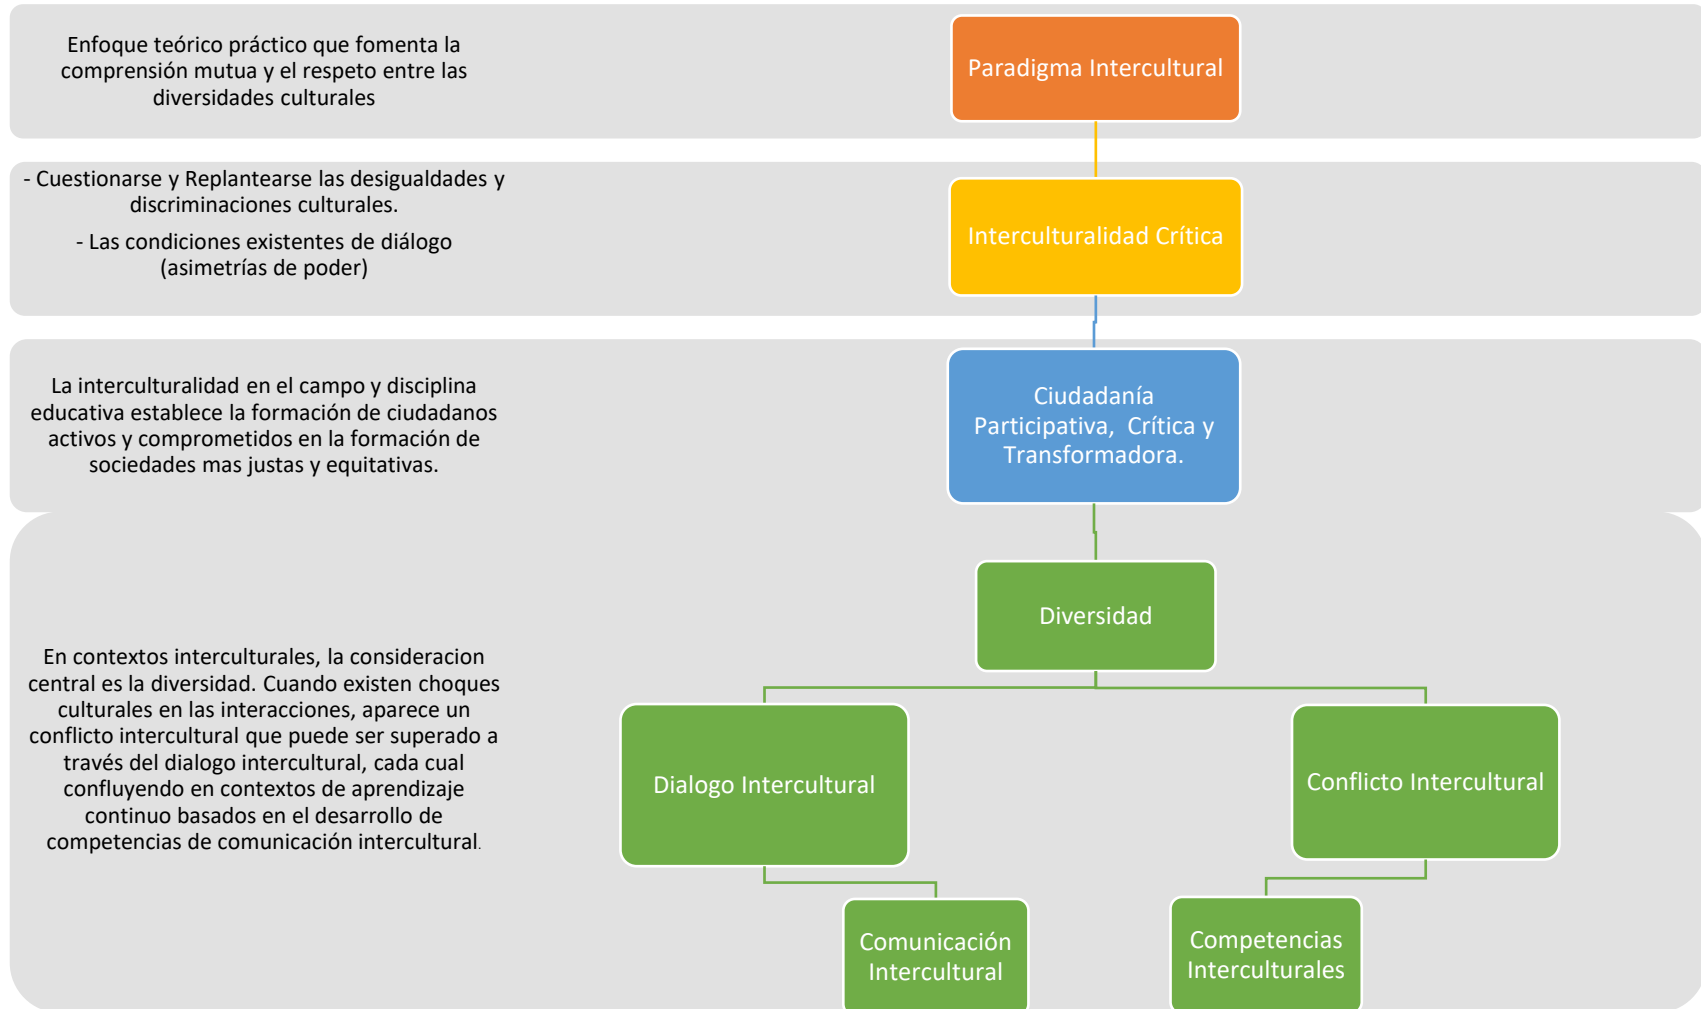 Enfoque teórico práctico que fomenta la
comprensión mutua y el respeto entre las
diversidades culturales
Paradigma Intercultural
- Cuestionarse y Replantearse las desigualdades y
discriminaciones culturales.
- Las condiciones existentes de diálogo
(asimetrías de poder)
Interculturalidad Crítica
La interculturalidad en el campo y disciplina
educativa establece la formación de ciudadanos
activos y comprometidos en la formación de
sociedades mas justas y equitativas.
Ciudadanía
Participativa, Crítica y
Transformadora.
En contextos interculturales, la consideracion
central es la diversidad. Cuando existen choques
culturales en las interacciones, aparece un
conflicto intercultural que puede ser superado a
través del dialogo intercultural, cada cual
confluyendo en contextos de aprendizaje
continuo basados en el desarrollo de
competencias de comunicación intercultural.
Diversidad
Dialogo Intercultural
Conflicto Intercultural
Comunicación
Intercultural
Competencias
Interculturales